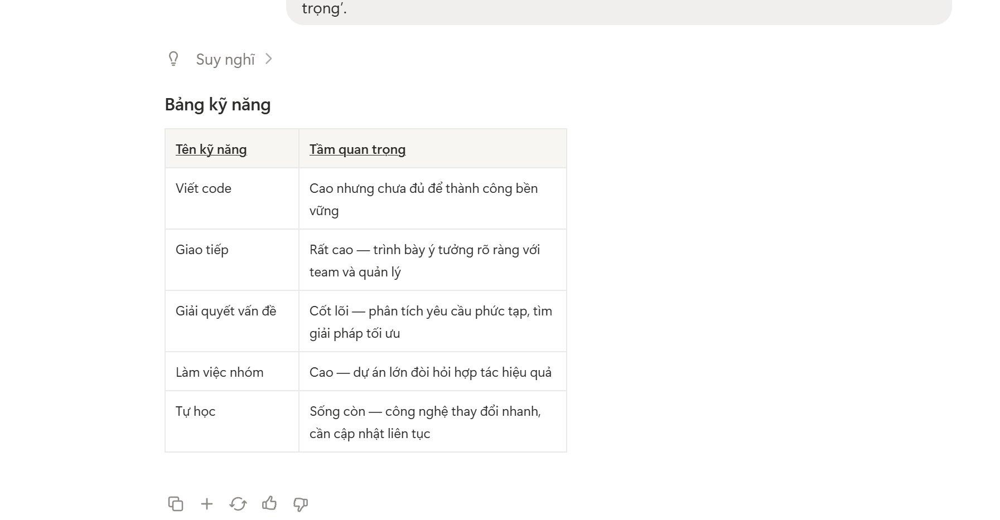 trọng’.
Suy nghĩ
Bảng kỹ năng
Tên kỹ năng
Tầm quan trọng
Viết code
Cao nhưng chưa đủ để thành công bền
vững
Giao tiếp
Rất cao — trình bày ý tưởng rõ ràng với
team và quản lý
Giải quyết vấn đề
Cốt lõi — phân tích yêu cầu phức tạp, tìm
giải pháp tối ưu
Làm việc nhóm
Cao — dự án lớn đòi hỏi hợp tác hiệu quả
Tự học
Sống còn — công nghệ thay đổi nhanh,
cần cập nhật liên tục